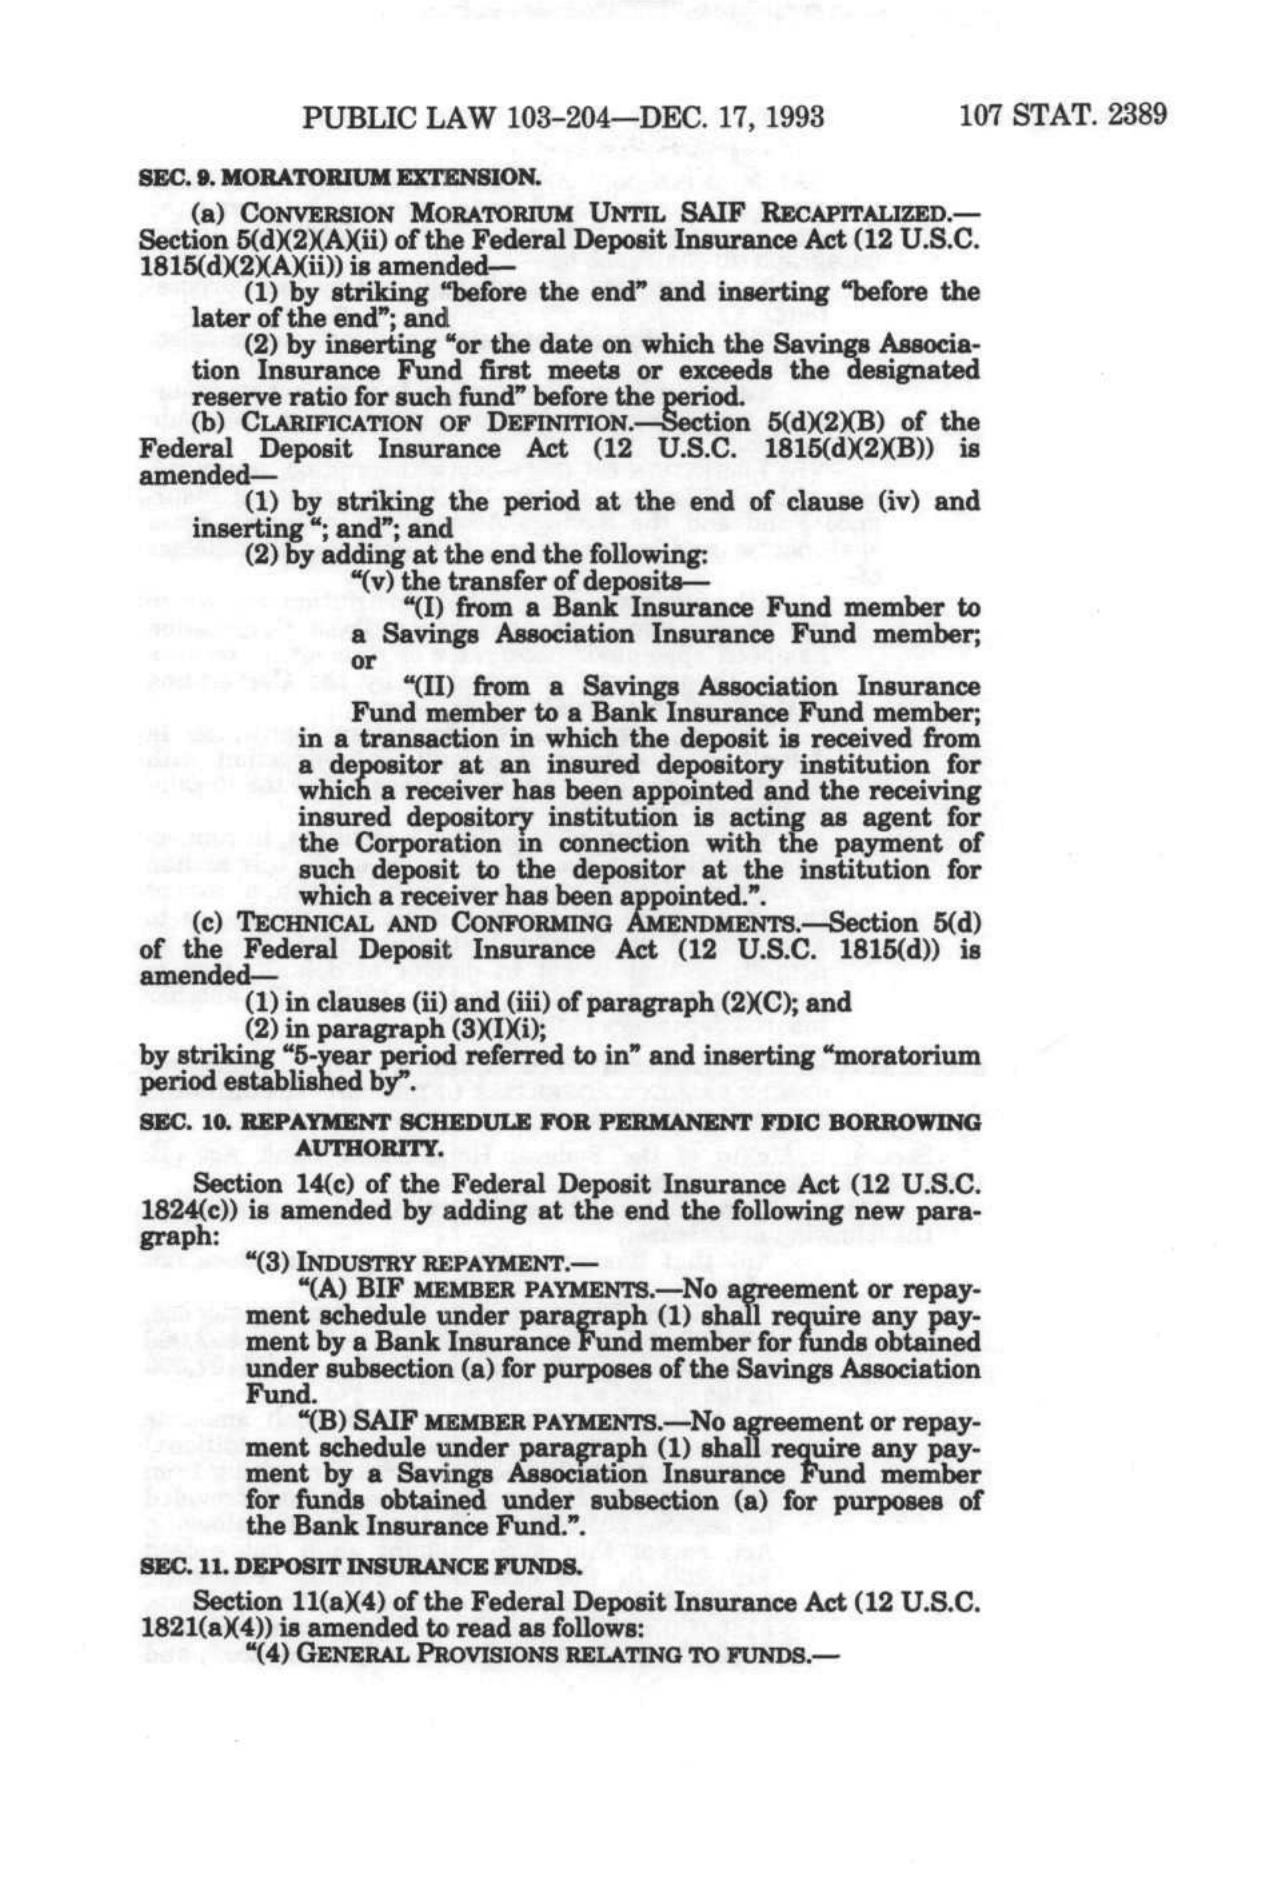 PUBLIC LAW 103–204—DEC. 17, 1993 107 STAT. 2389
SEC. 9. MORATORIUM EXTENSION.
(a) CONVERSION MORATORIUM UNTIL SAIF RECAPITALIZED.—
Section 5(d)(2)(A)(ii) of the Federal Deposit Insurance Act (12 U.S.C.
1815(d)(2)(A)(ii)) is amended—
(1) by striking “before the end” and inserting “before the
later of the end”; and
(2) by inserting “or the date on which the Savings Associa-
tion Insurance Fund first meets or exceeds the designated
reserve ratio for such fund” before the period.
(b) CLARIFICATION OF DEFINITION.—Section 5(d)(2)(B) of the
Federal Deposit Insurance Act (12 U.S.C. 1815(d)(2)(B)) is
amended—
(1) by striking the period at the end of clause (iv) and
inserting “; and”; and
(2) by adding at the end the following:
“(v) the transfer of deposits—
“(I) from a Bank Insurance Fund member to
a Savings Association Insurance Fund member;
or
“(II) from a Savings Association Insurance
Fund member to a Bank Insurance Fund member;
in a transaction in which the deposit is received from
a depositor at an insured depository institution for
which a receiver has been appointed and the receiving
insured depository institution is acting as agent for
the Corporation in connection with the payment of
such deposit to the depositor at the institution for
which a receiver has been appointed.”.
(c) TECHNICAL AND CONFORMING AMENDMENTS.—Section 5(d)
of the Federal Deposit Insurance Act (12 U.S.C. 1815(d)) is
amended—
(1) in clauses (ii) and (iii) of paragraph (2)(C); and
(2) in paragraph (3)(I)(i);
by striking “5-year period referred to in” and inserting “moratorium
period established by”.
SEC. 10. REPAYMENT SCHEDULE FOR PERMANENT FDIC BORROWING
AUTHORITY.
Section 14(c) of the Federal Deposit Insurance Act (12 U.S.C.
1824(c)) is amended by adding at the end the following new para-
graph:
“(3) INDUSTRY REPAYMENT.—
“(A) BIF MEMBER PAYMENTS.—No agreement or repay-
ment schedule under paragraph (1) shall require any pay-
ment by a Bank Insurance Fund member for funds obtained
under subsection (a) for purposes of the Savings Association
Fund.
“(B) SAIF MEMBER PAYMENTS.—No agreement or repay-
ment schedule under paragraph (1) shall require any pay-
ment by a Savings Association Insurance Fund member
for funds obtained under subsection (a) for purposes of
the Bank Insurance Fund.”.
SEC. 11. DEPOSIT INSURANCE FUNDS.
Section 11(a)(4) of the Federal Deposit Insurance Act (12 U.S.C.
1821(a)(4)) is amended to read as follows:
“(4) GENERAL PROVISIONS RELATING TO FUNDS.—